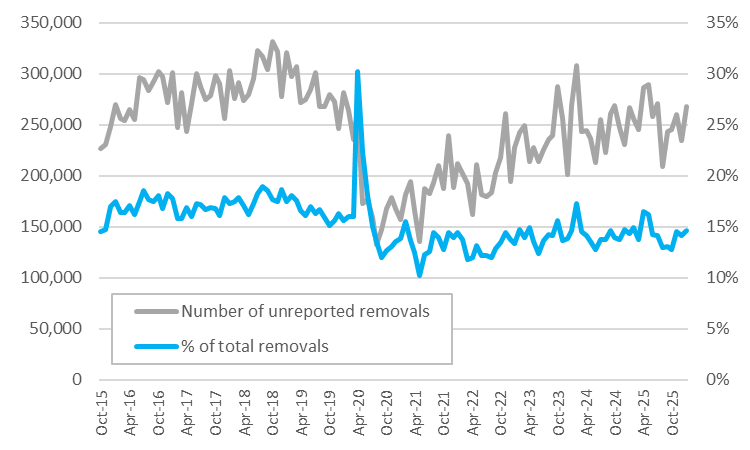 350,000
300,000
250,000
200,000
150,000
100,000
50,000
0
35%
30%
25%
20%
15%
10%
5%
0%
Number of unreported removals
% of total removals
Oct-15
Apr-16
Oct-16
Apr-17
Oct-17
Apr-18
Oct-18
Apr-19
Oct-19
Apr-20
Oct-20
Apr-21
Oct-21
Apr-22
Oct-22
Apr-23
Oct-23
Apr-24
Oct-24
Apr-25
Oct-25